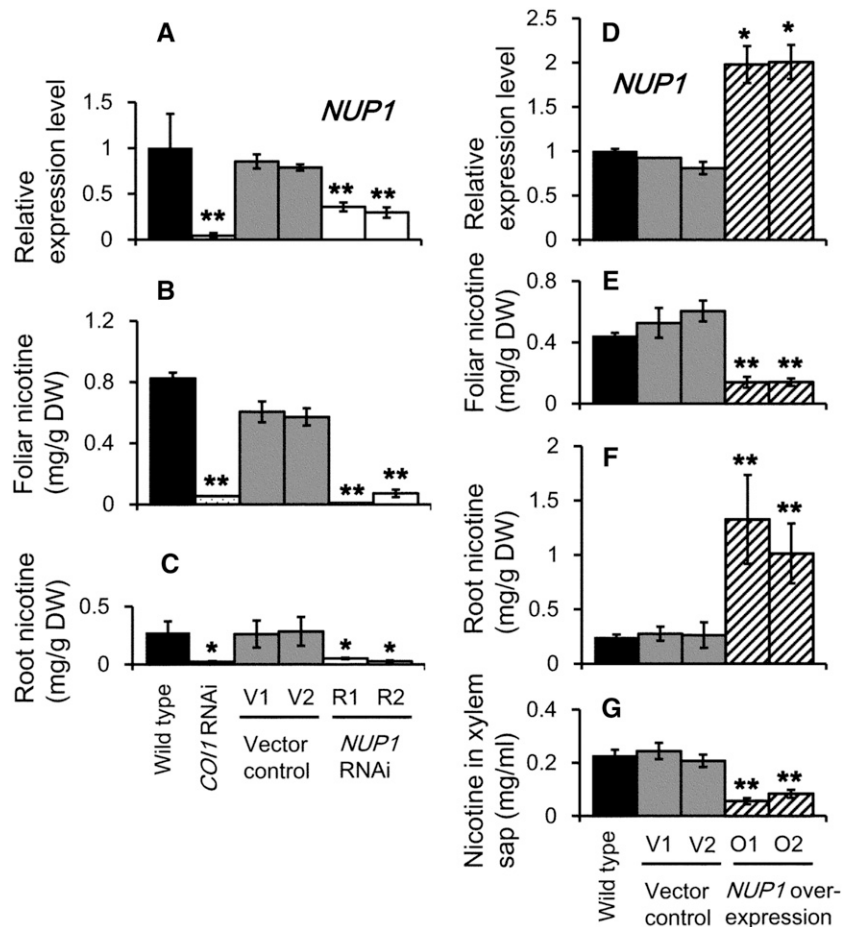 A
NUP1
Relative
expression level
1.5
1
0.5
0
**
**
**
B
Foliar nicotine
(mg/g DW)
1.2
0.8
0.4
0
**
**
**
C
Root nicotine
(mg/g DW)
0.5
0
*
*
*
Wild type
COI1 RNAi
V1 V2
Vector
control
R1 R2
NUP1
RNAi
D
NUP1
Relative
expression level
2.5
2
1.5
1
0.5
0
*
*
E
Foliar nicotine
(mg/g DW)
0.8
0.4
0
**
**
F
Root nicotine
(mg/g DW)
2
1.5
1
0.5
0
**
**
G
Nicotine in xylem
sap (mg/ml)
0.4
0.2
0
**
**
Wild type
V1 V2
Vector
control
O1 O2
NUP1 over-
expression